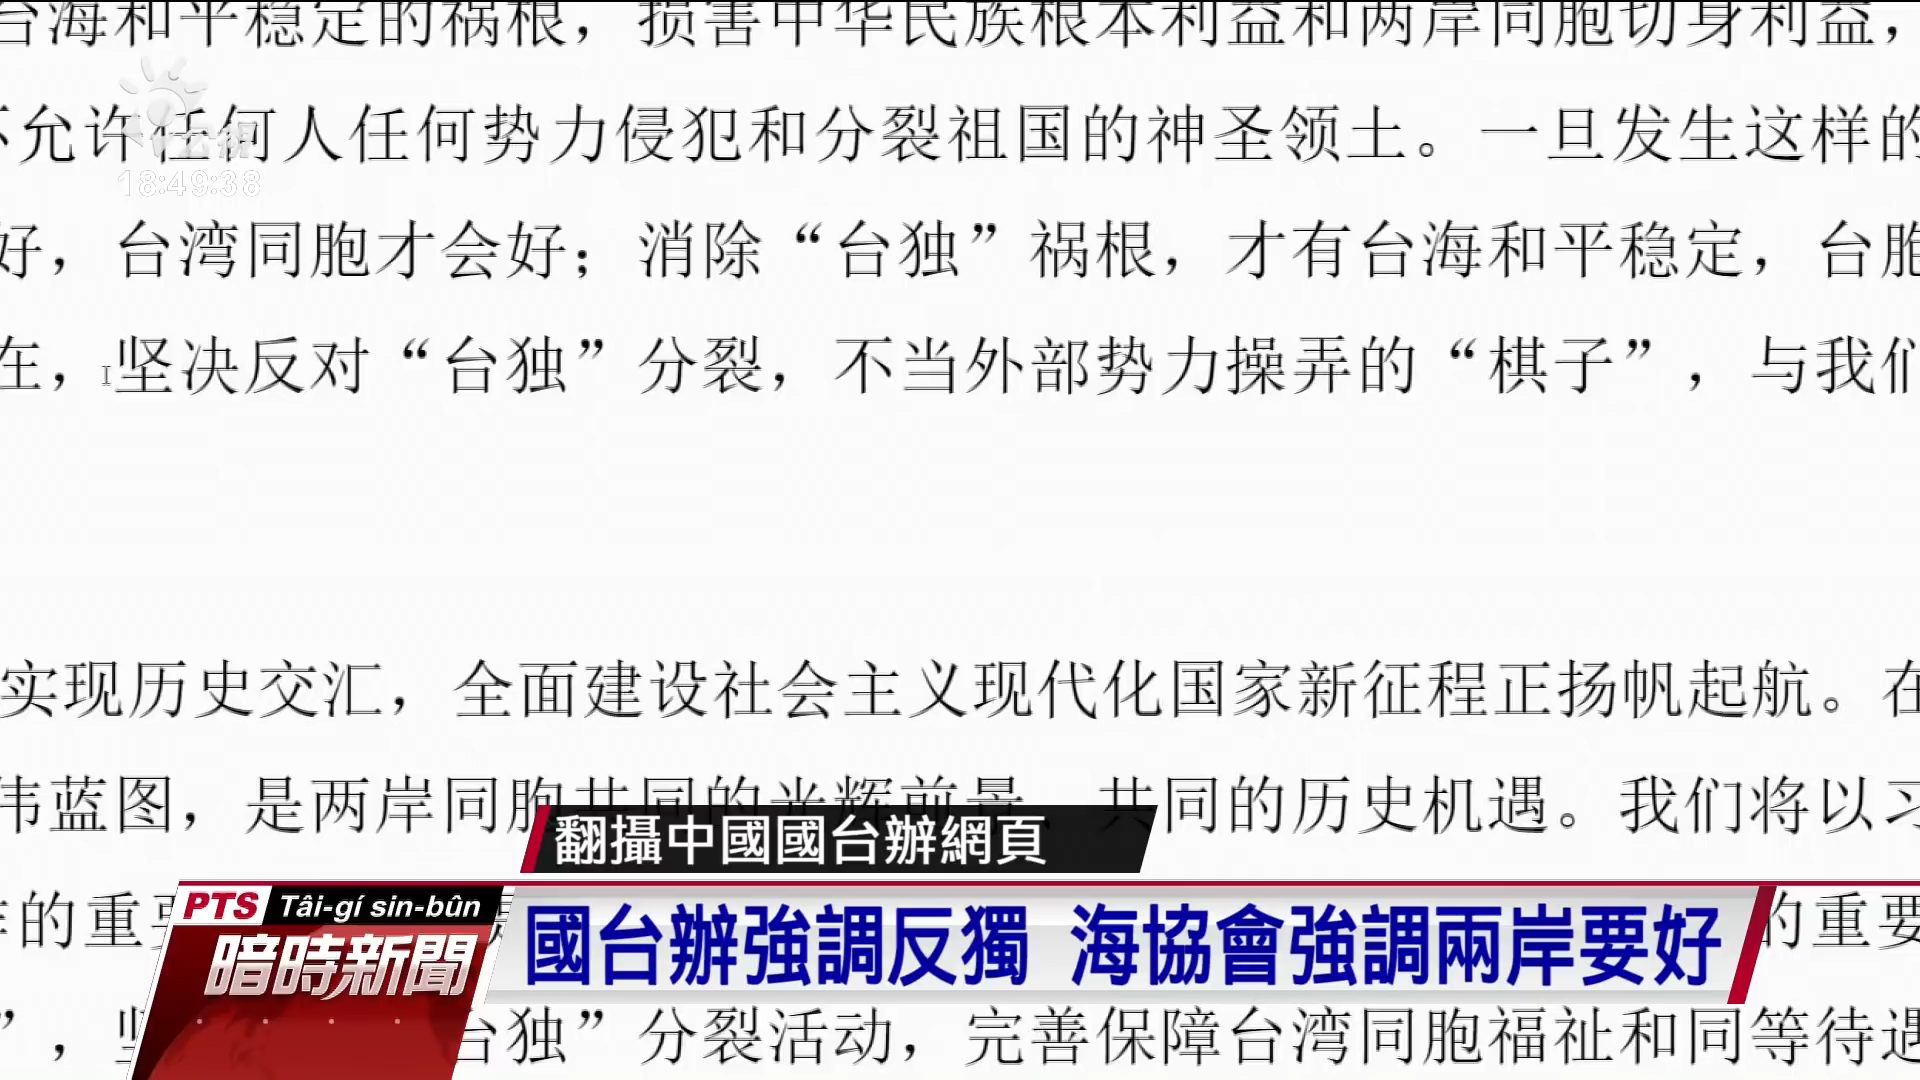 台海和平稳定的祸根，损害中华民族根本利益和两岸同胞切身利益，
不允许任何人任何势力侵犯和分裂祖国的神圣领土。一旦发生这样的
公視
18:49:38
好，台湾同胞才会好；消除“台独”祸根，才有台海和平稳定，台胞
在，坚决反对“台独”分裂，不当外部势力操弄的“棋子”，与我们
实现历史交汇，全面建设社会主义现代化国家新征程正扬帆起航。在
伟蓝图，是两岸同胞共同的光辉前景、共同的历史机遇。我们将以习
翻攝中國國台辦網頁
的重要
的重要
PTS Tâi-gí sin-bûn
暗時新聞
國台辦強調反獨 海協會強調兩岸要好
”，坚 台独”分裂活动，完善保障台湾同胞福祉和同等待遇